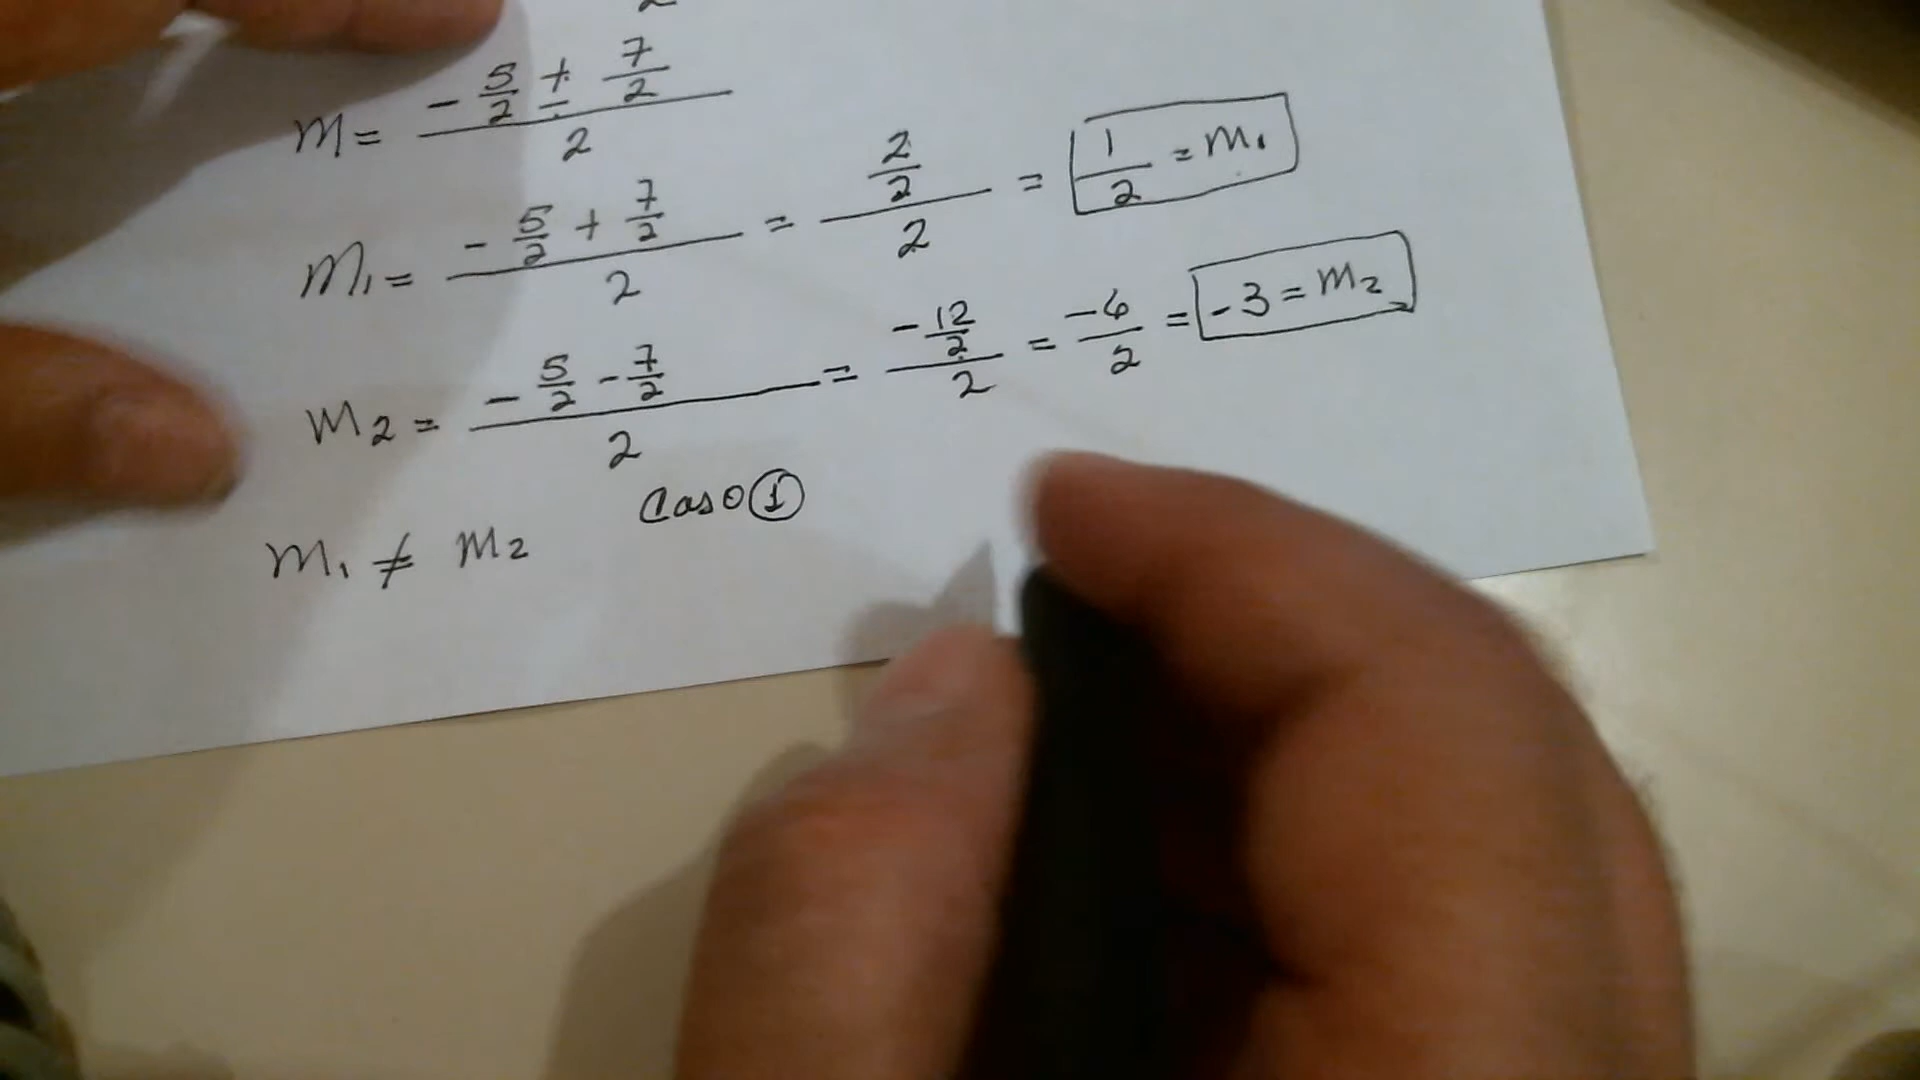 m = (- 5/2 ± 7/2) / 2
m₁ = (- 5/2 + 7/2) / 2 = (2/2) / 2 = 1/2 = m₁
m₂ = (- 5/2 - 7/2) / 2 = (-12/2) / 2 = -6/2 = -3 = m₂
Caso ①
m₁ ≠ m₂